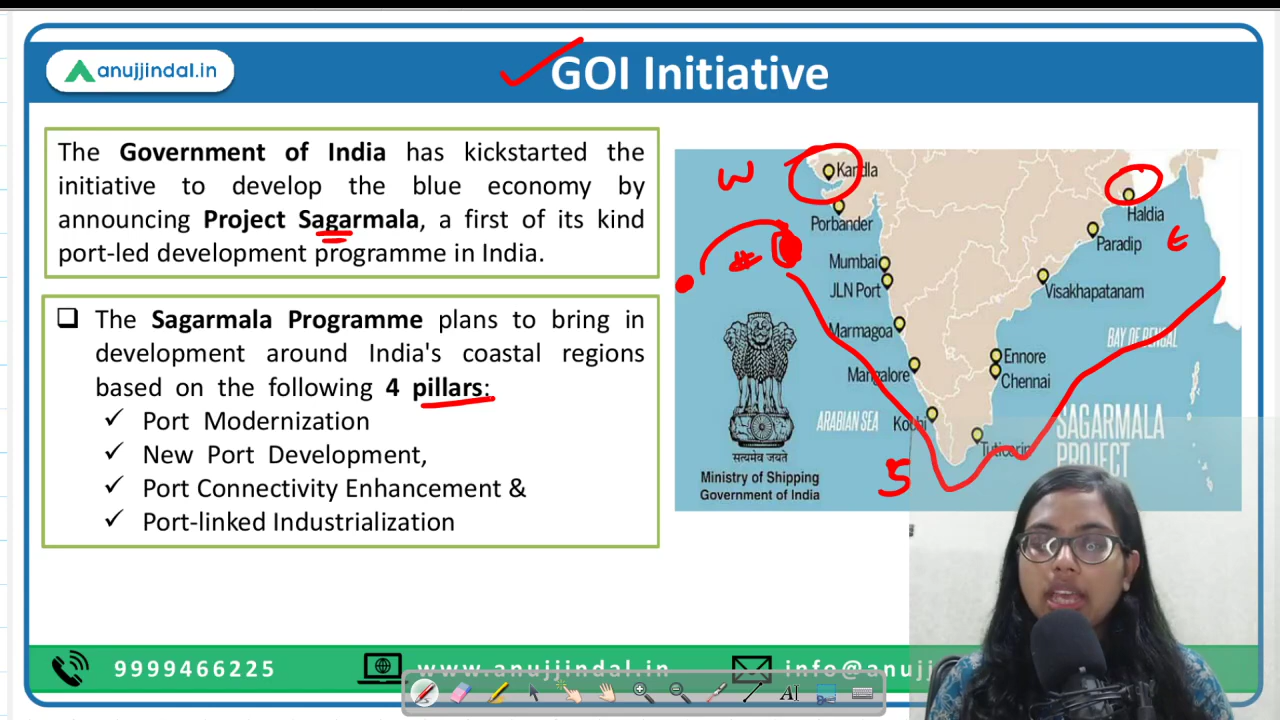 anujjindal.in
GOI Initiative
The Government of India has kickstarted the
initiative to develop the blue economy by
announcing Project Sagarmala, a first of its kind
port-led development programme in India.
The Sagarmala Programme plans to bring in
development around India's coastal regions
based on the following 4 pillars:
✓ Port Modernization
✓ New Port Development,
✓ Port Connectivity Enhancement &
✓ Port-linked Industrialization
W
Kandla
Porbander
Haldia
Paradip
E
Mumbai
JLN Port
Visakhapatanam
Marmagoa
BAY OF BENGAL
Ennore
Mangalore
Chennai
ARABIAN SEA
Kochi
Tuticorin
SAGARMALA
PROJECT
S
सत्यमेव जयते
Ministry of Shipping
Government of India
9999466225
www.anujjindal.in
info@anujj
AI